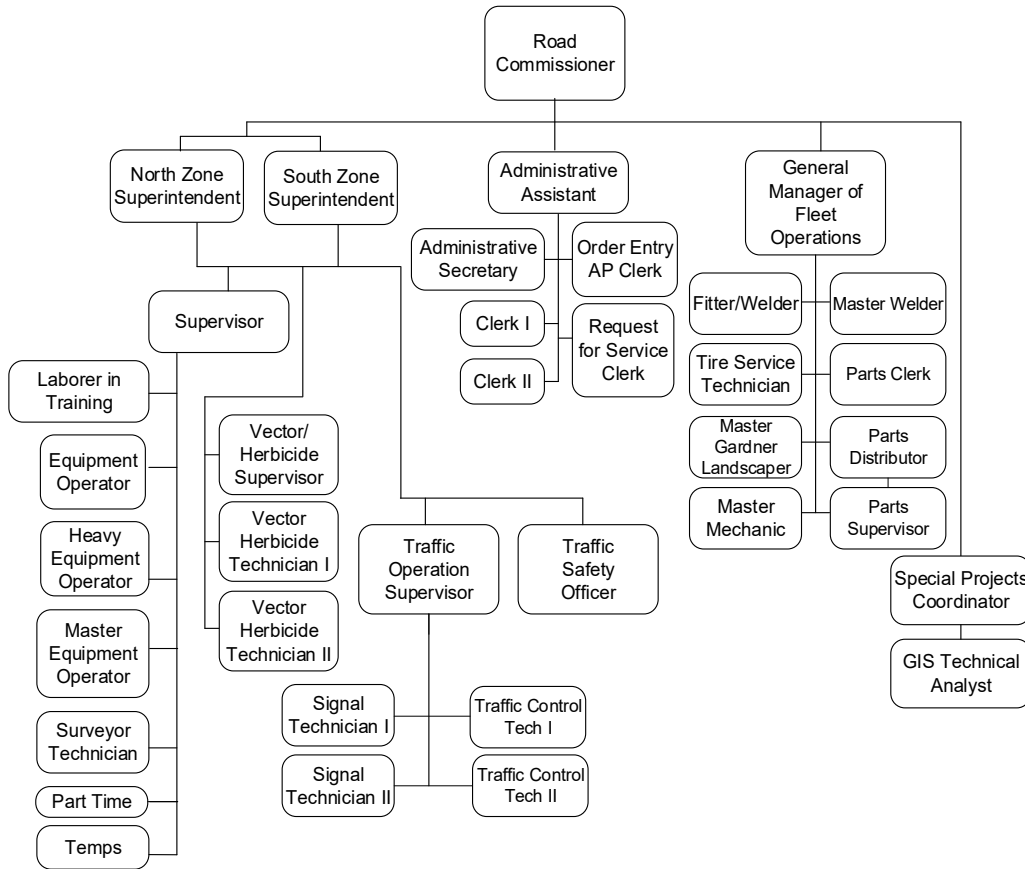 Road
Commissioner
North Zone
Superintendent
South Zone
Superintendent
Administrative
Assistant
General
Manager of
Fleet
Operations
Administrative
Secretary
Order Entry
AP Clerk
Clerk I
Request
for Service
Clerk
Clerk II
Fitter/Welder
Master Welder
Tire Service
Technician
Parts Clerk
Master
Gardner
Landscaper
Parts
Distributor
Master
Mechanic
Parts
Supervisor
Supervisor
Laborer in
Training
Equipment
Operator
Heavy
Equipment
Operator
Master
Equipment
Operator
Surveyor
Technician
Part Time
Temps
Vector/
Herbicide
Supervisor
Vector
Herbicide
Technician I
Vector
Herbicide
Technician II
Traffic
Operation
Supervisor
Traffic
Safety
Officer
Signal
Technician I
Traffic Control
Tech I
Signal
Technician II
Traffic Control
Tech II
Special Projects
Coordinator
GIS Technical
Analyst